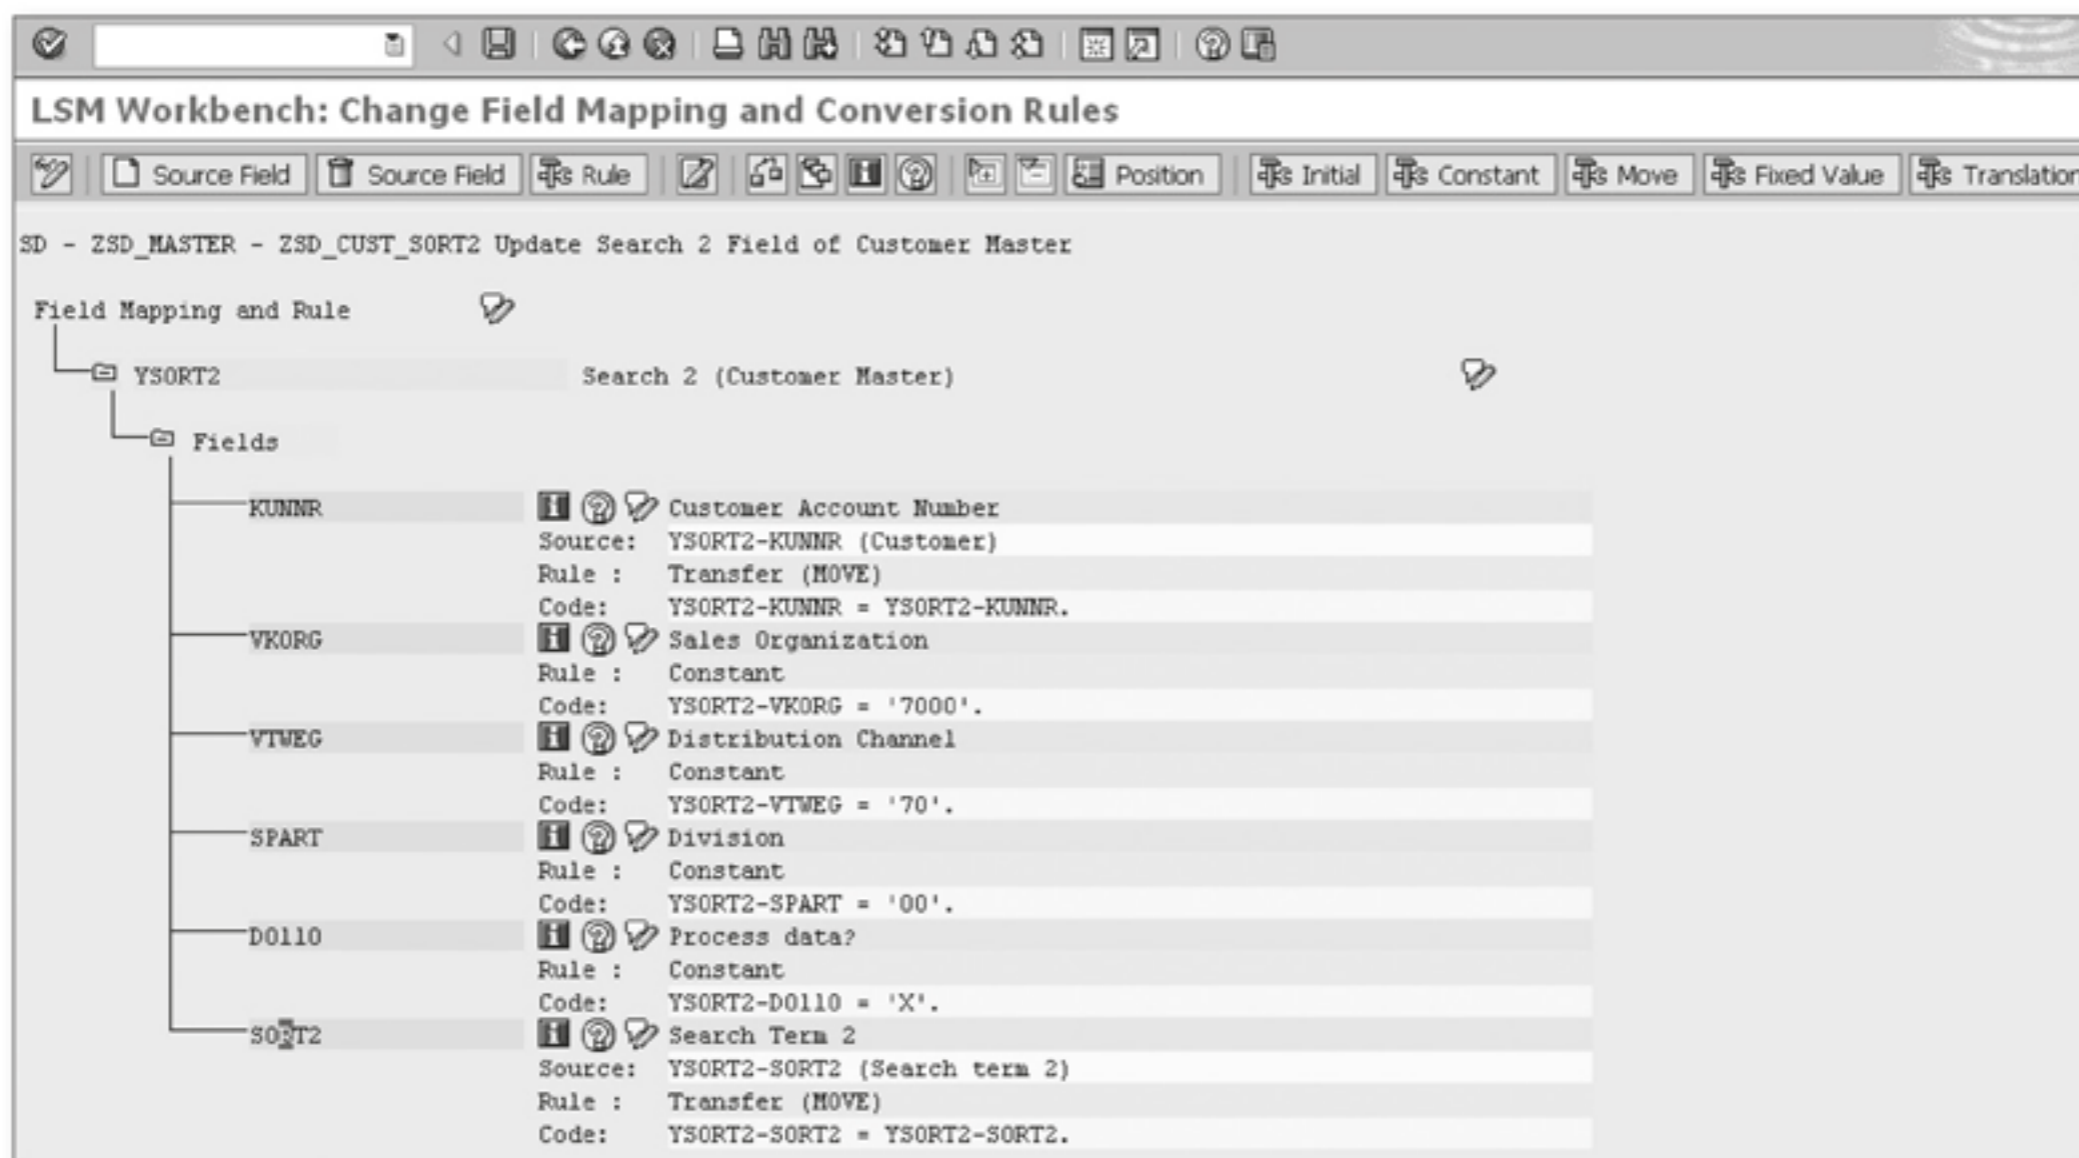 LSM Workbench: Change Field Mapping and Conversion Rules
Source Field Source Field Rule Position Initial Constant Move Fixed Value Translation
SD - ZSD_MASTER - ZSD_CUST_SORT2 Update Search 2 Field of Customer Master
Field Mapping and Rule
YSORT2 Search 2 (Customer Master)
Fields
KUNNR Customer Account Number
Source: YSORT2-KUNNR (Customer)
Rule : Transfer (MOVE)
Code: YSORT2-KUNNR = YSORT2-KUNNR.
VKORG Sales Organization
Rule : Constant
Code: YSORT2-VKORG = '7000'.
VTWEG Distribution Channel
Rule : Constant
Code: YSORT2-VTWEG = '70'.
SPART Division
Rule : Constant
Code: YSORT2-SPART = '00'.
D0110 Process data?
Rule : Constant
Code: YSORT2-D0110 = 'X'.
SORT2 Search Term 2
Source: YSORT2-SORT2 (Search term 2)
Rule : Transfer (MOVE)
Code: YSORT2-SORT2 = YSORT2-SORT2.